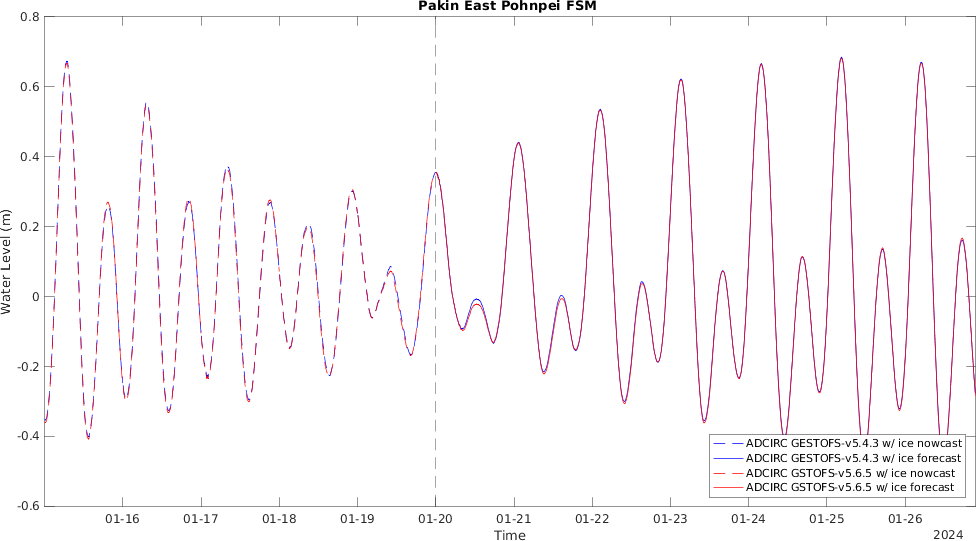 Pakin East Pohnpei FSM
0.8
0.6
0.4
0.2
0
-0.2
-0.4
-0.6
Water Level (m)
ADCIRC GESTOFS-v5.4.3 w/ ice nowcast
ADCIRC GESTOFS-v5.4.3 w/ ice forecast
ADCIRC GSTOFS-v5.6.5 w/ ice nowcast
ADCIRC GSTOFS-v5.6.5 w/ ice forecast
01-16 01-17 01-18 01-19 01-20 01-21 01-22 01-23 01-24 01-25 01-26
Time
2024